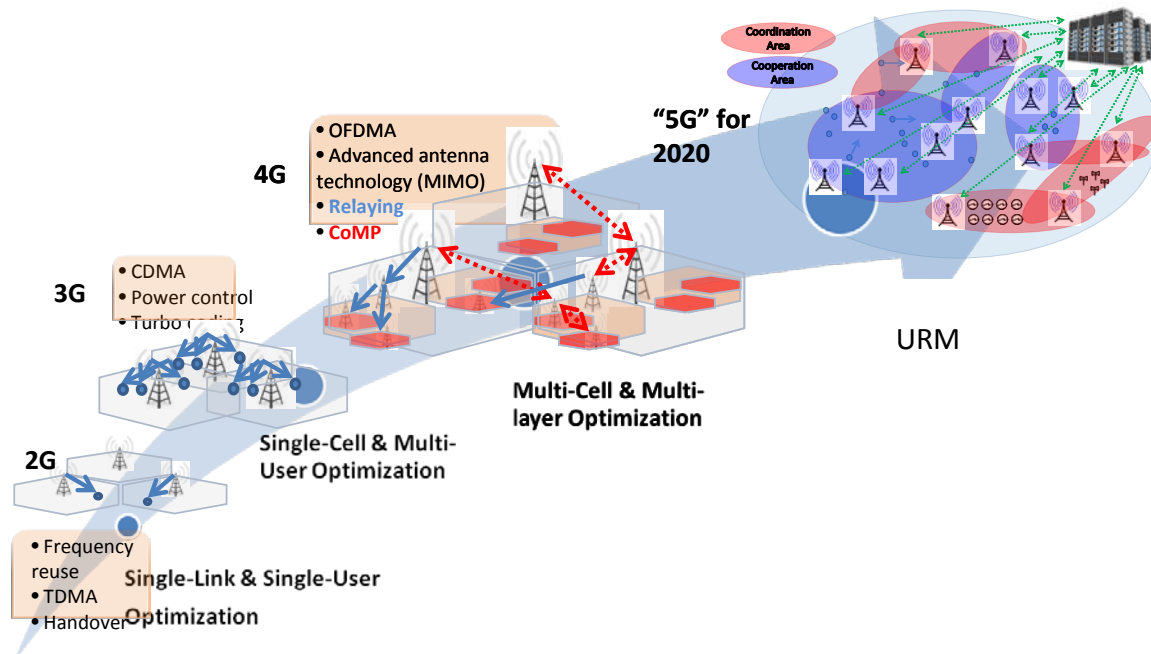 Coordination
Area
Cooperation
Area
"5G" for
2020
URM
4G
• OFDMA
• Advanced antenna
technology (MIMO)
• Relaying
• CoMP
Multi-Cell & Multi-
layer Optimization
3G
• CDMA
• Power control
• Turbo coding
Single-Cell & Multi-
User Optimization
2G
• Frequency
reuse
• TDMA
• Handover
Single-Link & Single-User
Optimization